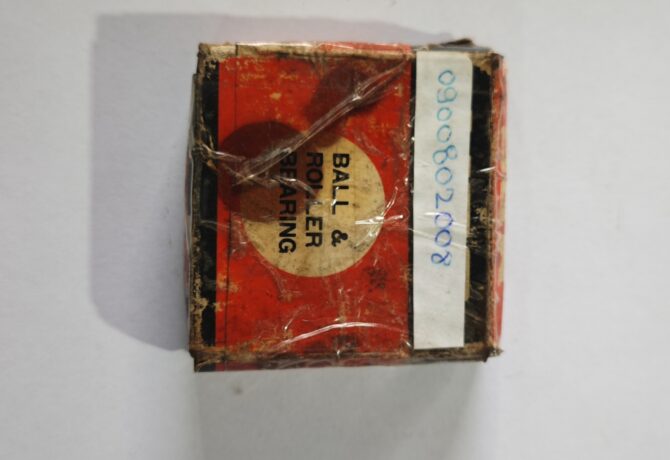 0900802008
BALL &
ROLLER
BEARING